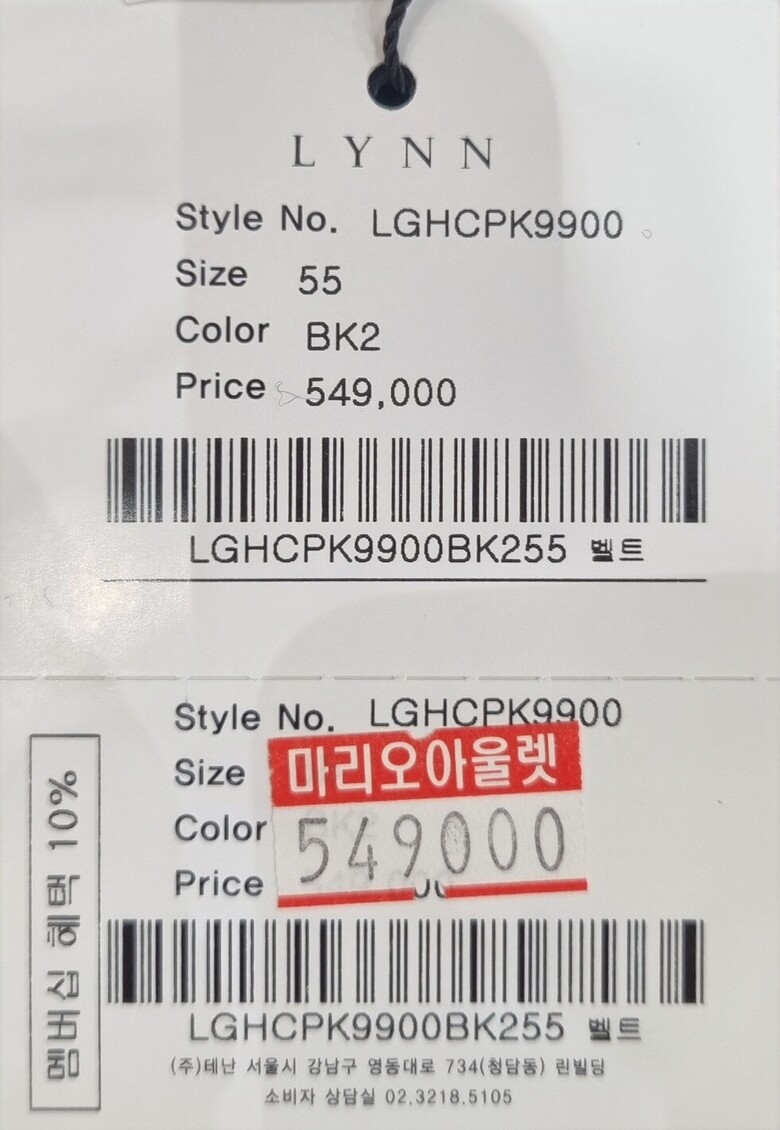 LYNN
Style No. LGHCPK9900
Size 55
Color BK2
Price 549,000
LGHCPK9900BK255 벨트
Style No. LGHCPK9900
마리오아울렛
Size
Color
549000
Price
멤버십 혜택 10%
LGHCPK9900BK255 벨트
(주)테난 서울시 강남구 영동대로 734(청담동) 린빌딩
소비자 상담실 02.3218.5105